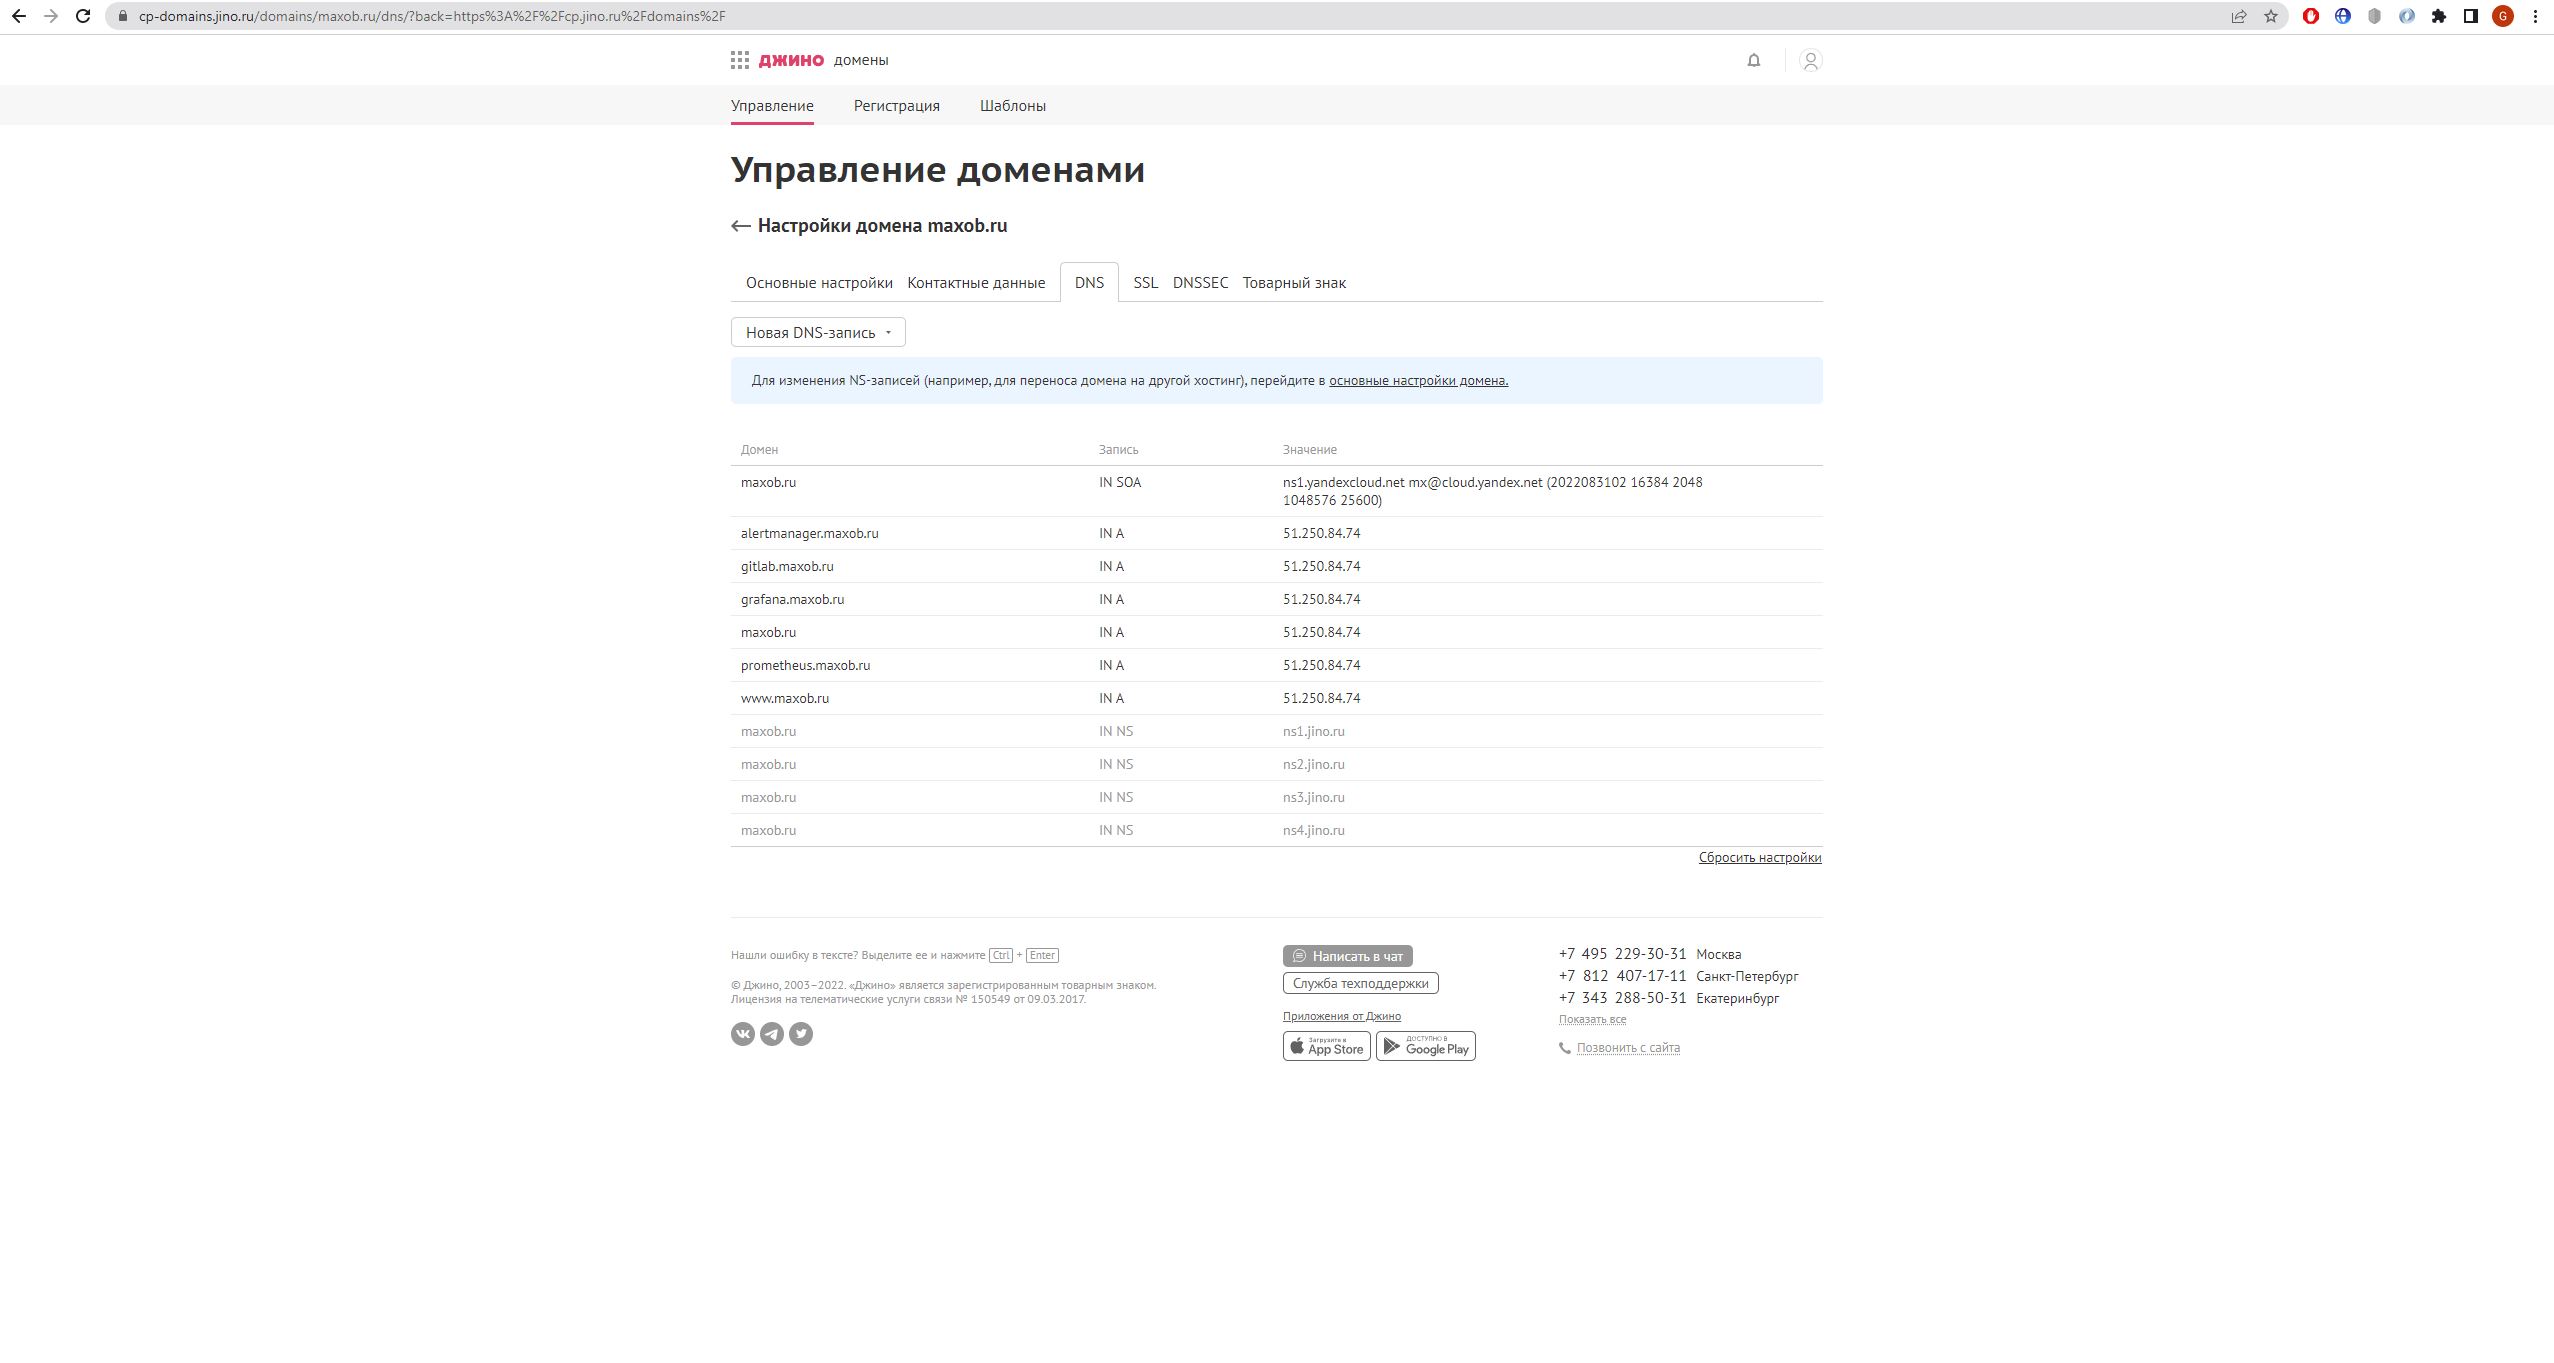 cp-domains.jino.ru/domains/maxob.ru/dns/?back=https%3A%2F%2Fcp.jino.ru%2Fdomains%2F
G
джино домены
Управление Регистрация Шаблоны
Управление доменами
Настройки домена maxob.ru
Основные настройки Контактные данные DNS SSL DNSSEC Товарный знак
Новая DNS-запись
Для изменения NS-записей (например, для переноса домена на другой хостинг), перейдите в основные настройки домена.
Домен Запись Значение
maxob.ru IN SOA ns1.yandexcloud.net mx@cloud.yandex.net (2022083102 16384 2048
1048576 25600)
alertmanager.maxob.ru IN A 51.250.84.74
gitlab.maxob.ru IN A 51.250.84.74
grafana.maxob.ru IN A 51.250.84.74
maxob.ru IN A 51.250.84.74
prometheus.maxob.ru IN A 51.250.84.74
www.maxob.ru IN A 51.250.84.74
maxob.ru IN NS ns1.jino.ru
maxob.ru IN NS ns2.jino.ru
maxob.ru IN NS ns3.jino.ru
maxob.ru IN NS ns4.jino.ru
Сбросить настройки
Нашли ошибку в тексте? Выделите ее и нажмите Ctrl + Enter
© Джино, 2003–2022. «Джино» является зарегистрированным товарным знаком.
Лицензия на телематические услуги связи № 150549 от 09.03.2017.
Написать в чат
Служба техподдержки
Приложения от Джино
Загрузите в
App Store
ДОСТУПНО В
Google Play
+7 495 229-30-31 Москва
+7 812 407-17-11 Санкт-Петербург
+7 343 288-50-31 Екатеринбург
Показать все
Позвонить с сайта